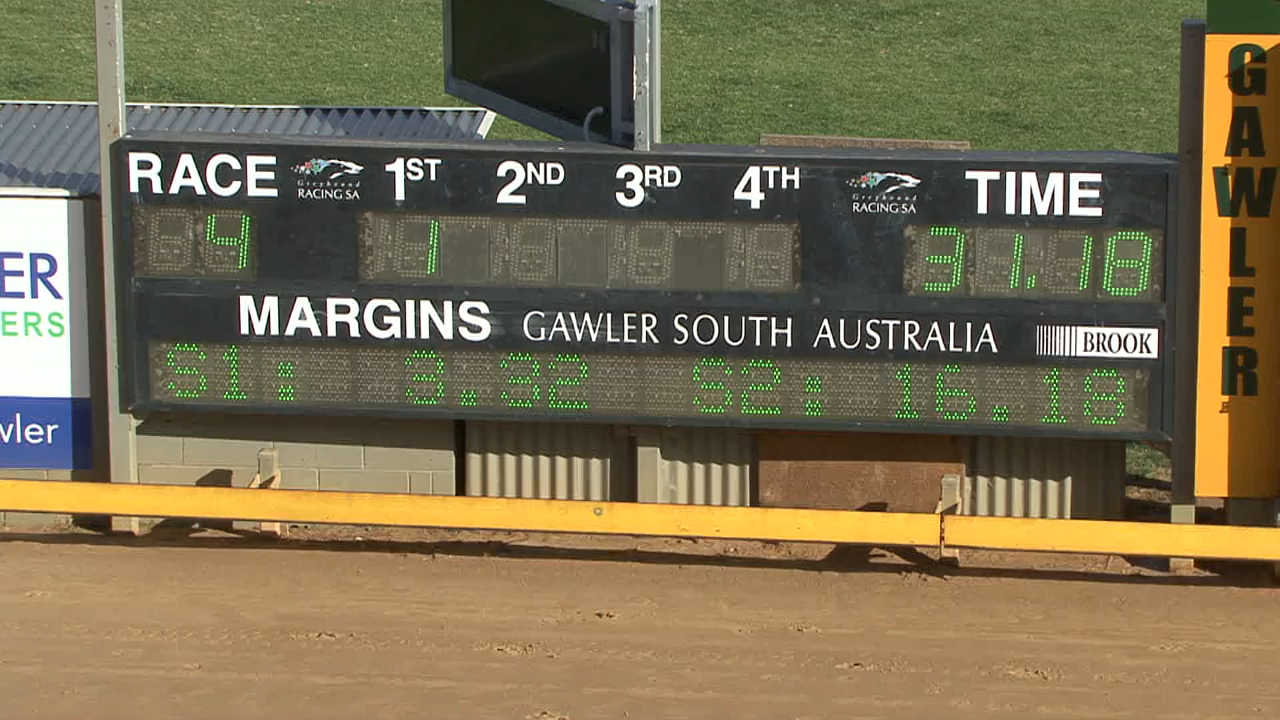 RACE Greyhound RACING SA 1ST 2ND 3RD 4TH Greyhound RACING SA TIME
4 1 31.18
MARGINS GAWLER SOUTH AUSTRALIA BROOK
S1: 3.32 S2: 16.18
ER
ERS
wler
GAWLER